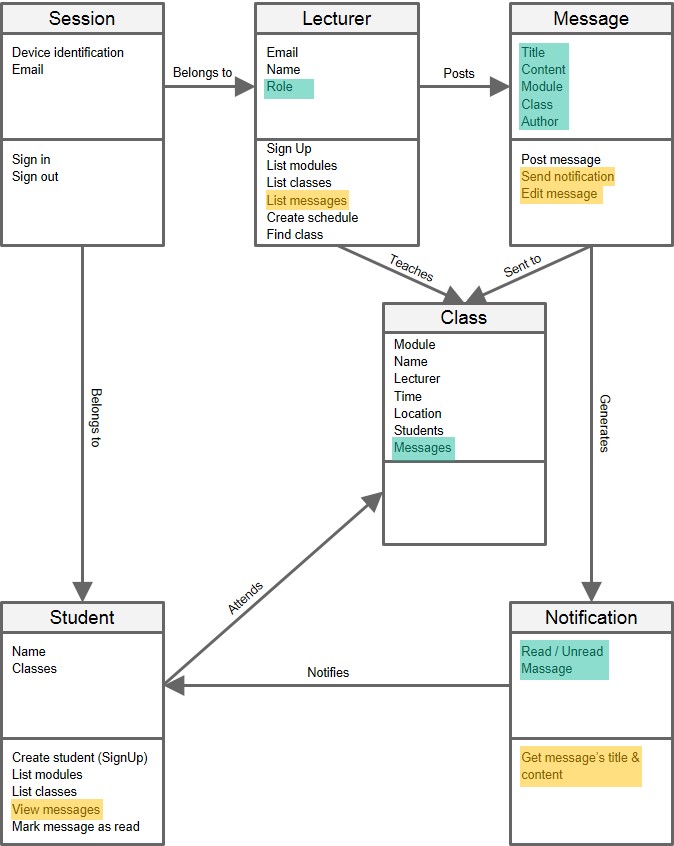 Session
Device identification
Email
Sign in
Sign out
Belongs to
Lecturer
Email
Name
Role
Sign Up
List modules
List classes
List messages
Create schedule
Find class
Posts
Message
Title
Content
Module
Class
Author
Post message
Send notification
Edit message
Teaches
Sent to
Class
Module
Name
Lecturer
Time
Location
Students
Messages
Belongs to
Generates
Attends
Student
Name
Classes
Create student (SignUp)
List modules
List classes
View messages
Mark message as read
Notifies
Notification
Read / Unread
Massage
Get message's title &
content